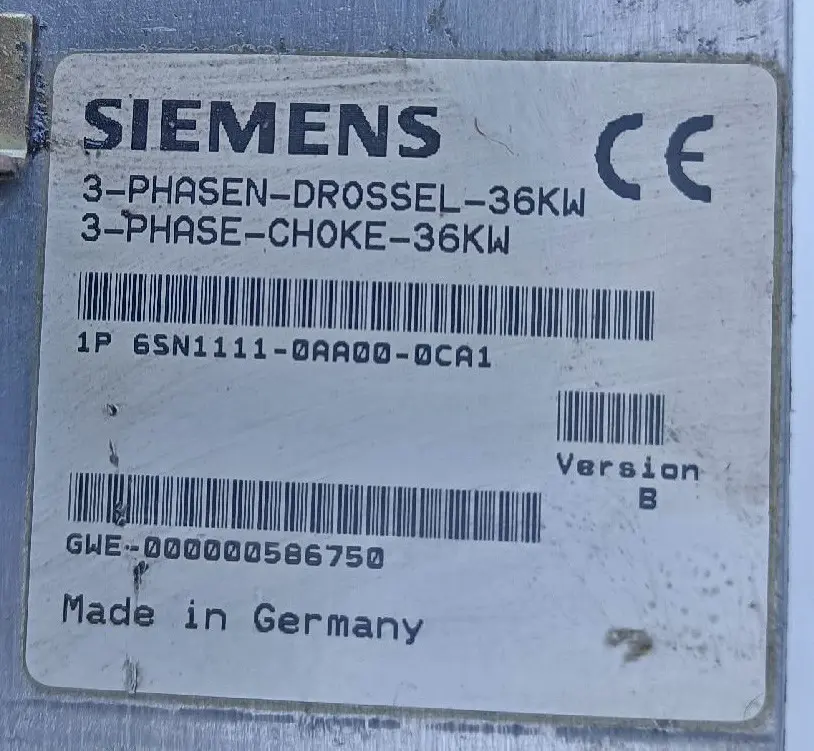 SIEMENS
CE
3-PHASEN-DROSSEL-36KW
3-PHASE-CHOKE-36KW
1P 6SN1111-0AA00-0CA1
Version
B
GWE-000000586750
Made in Germany